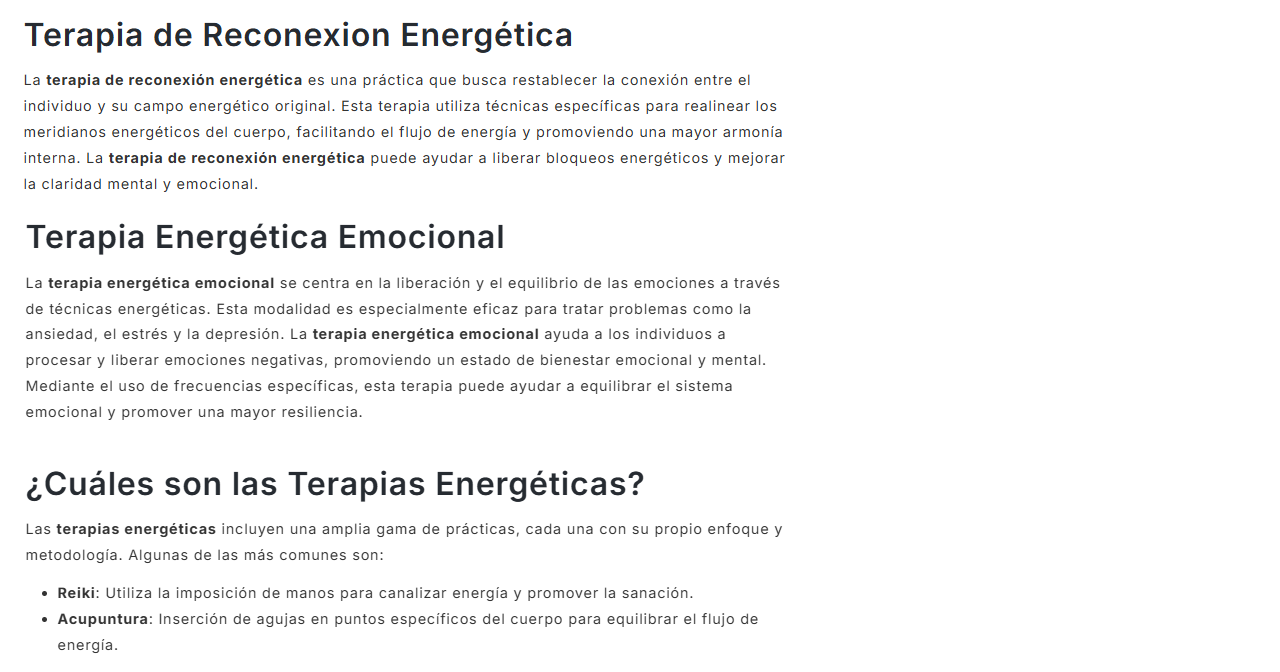 Terapia de Reconexion Energética
La terapia de reconexión energética es una práctica que busca restablecer la conexión entre el
individuo y su campo energético original. Esta terapia utiliza técnicas específicas para realinear los
meridianos energéticos del cuerpo, facilitando el flujo de energía y promoviendo una mayor armonía
interna. La terapia de reconexión energética puede ayudar a liberar bloqueos energéticos y mejorar
la claridad mental y emocional.
Terapia Energética Emocional
La terapia energética emocional se centra en la liberación y el equilibrio de las emociones a través
de técnicas energéticas. Esta modalidad es especialmente eficaz para tratar problemas como la
ansiedad, el estrés y la depresión. La terapia energética emocional ayuda a los individuos a
procesar y liberar emociones negativas, promoviendo un estado de bienestar emocional y mental.
Mediante el uso de frecuencias específicas, esta terapia puede ayudar a equilibrar el sistema
emocional y promover una mayor resiliencia.
¿Cuáles son las Terapias Energéticas?
Las terapias energéticas incluyen una amplia gama de prácticas, cada una con su propio enfoque y
metodología. Algunas de las más comunes son:
• Reiki: Utiliza la imposición de manos para canalizar energía y promover la sanación.
• Acupuntura: Inserción de agujas en puntos específicos del cuerpo para equilibrar el flujo de
energía.